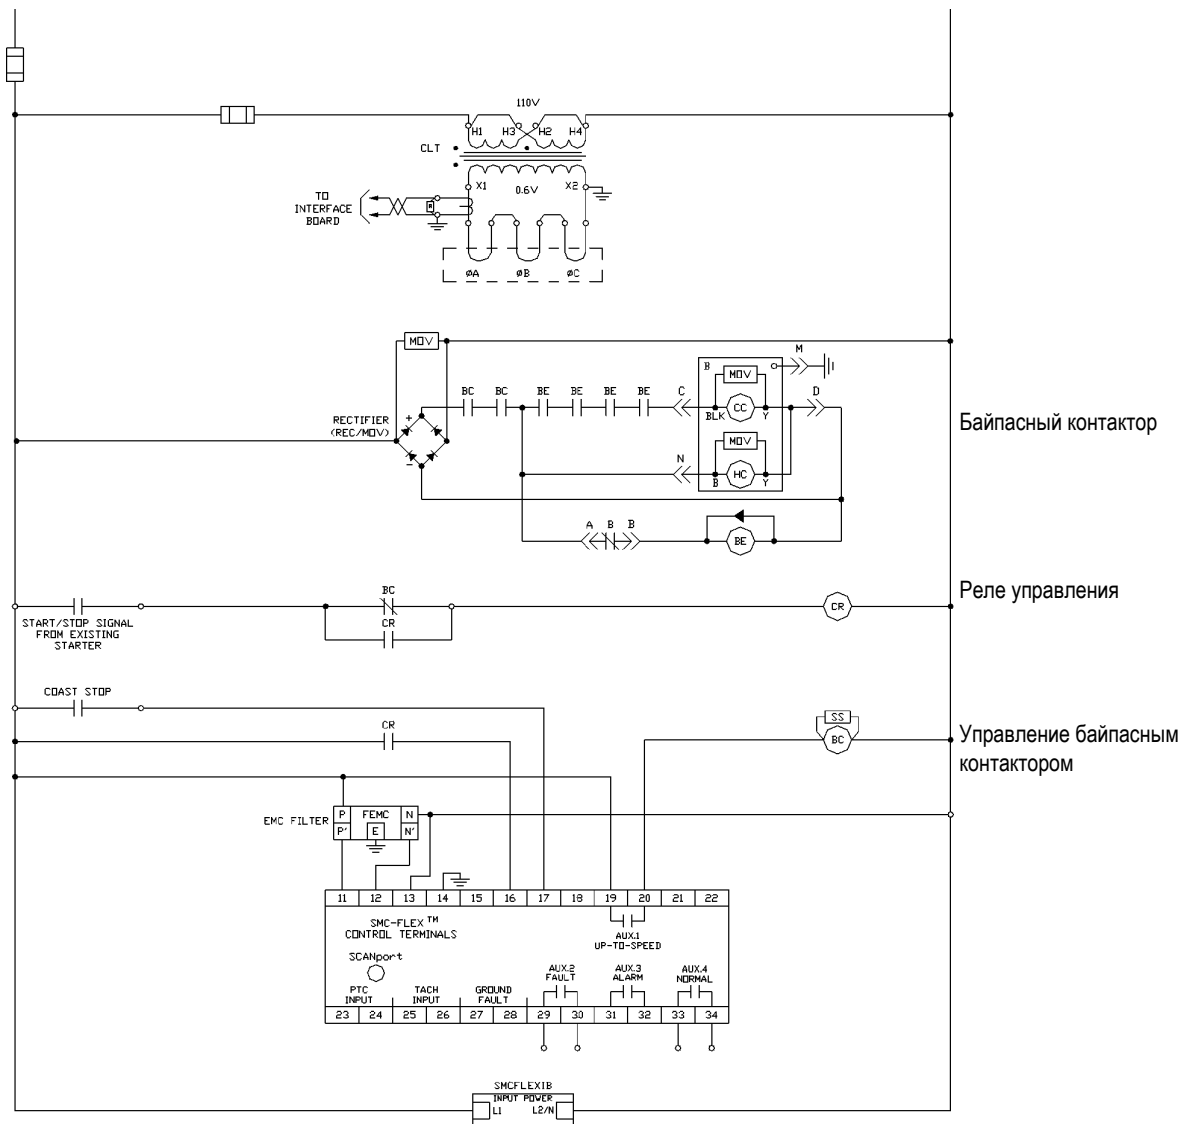 110V
H1 H3 H2 H4
CLT
X1 0.6V X2
TO
INTERFACE
BOARD
R
ØA ØB ØC
MOV
M
B
MOV
BC BC BE BE BE BE C D
CC
BLK Y
RECTIFIER
(REC/MOV)
+
-
Байпасный контактор
MOV
N
HC
B Y
A B B
BE
BC
Реле управления
CR
START/STOP SIGNAL
FROM EXISTING
STARTER
CR
COAST STOP
SS
BC
Управление байпасным
контактором
CR
EMC FILTER
P FEMC N
P' E N'
11 12 13 14 15 16 17 18 19 20 21 22
SMC-FLEX™
CONTROL TERMINALS
AUX.1
UP-TO-SPEED
SCANport
AUX.2
FAULT
AUX.3
ALARM
AUX.4
NORMAL
PTC
INPUT
TACH
INPUT
GROUND
FAULT
23 24 25 26 27 28 29 30 31 32 33 34
SMCFLEXIB
INPUT POWER
L1 L2/N